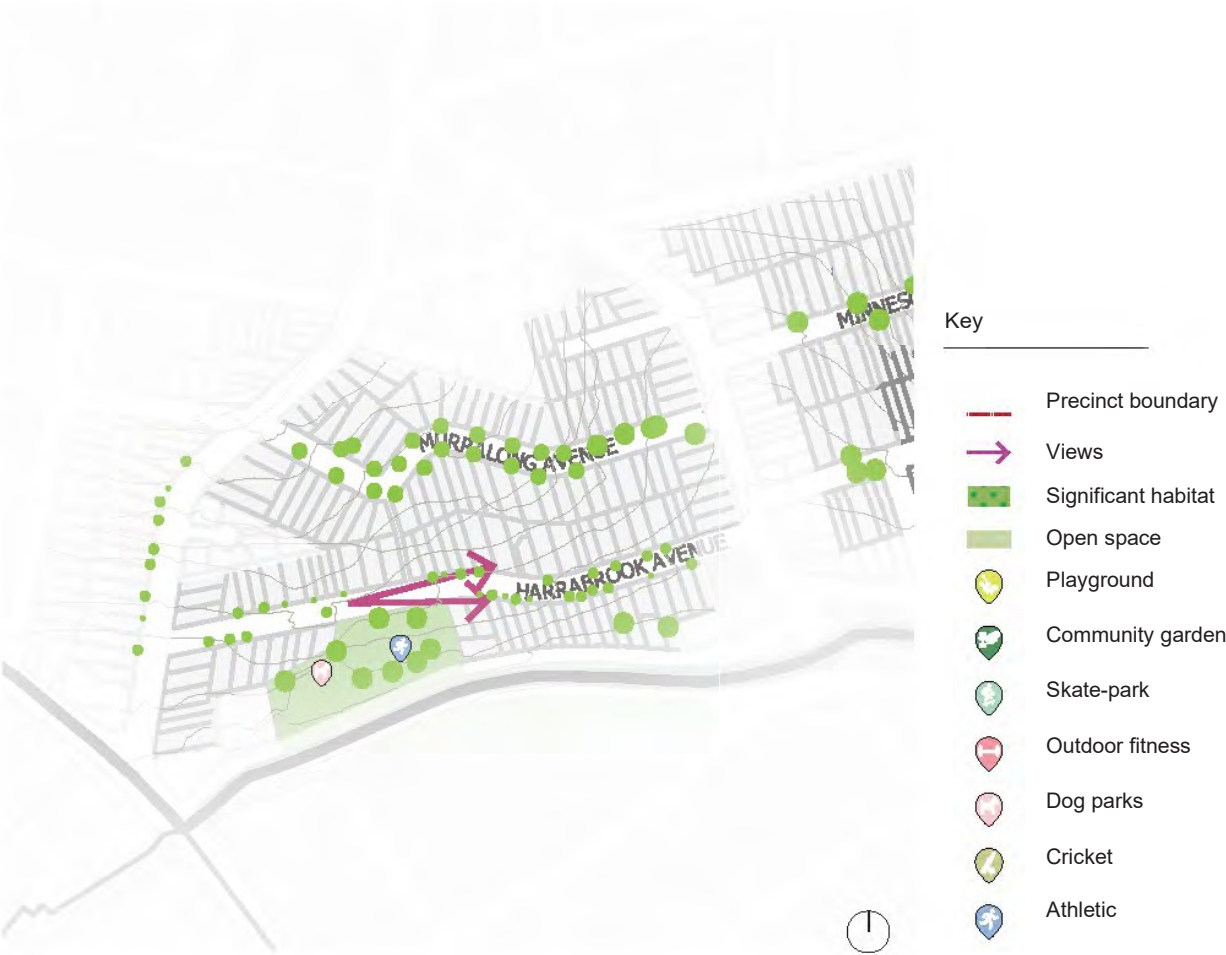 MINNES
Key
Precinct boundary
MURRALONG AVENUE
Views
Significant habitat
Open space
HARRABROOK AVENUE
Playground
Community garden
Skate-park
Outdoor fitness
Dog parks
Cricket
Athletic